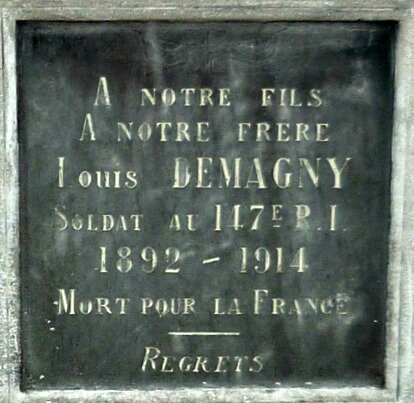 A NOTRE FILS
A NOTRE FRERE
Louis DEMAGNY
SOLDAT AU 147E R.I.
1892 - 1914
MORT POUR LA FRANCE
REGRETS